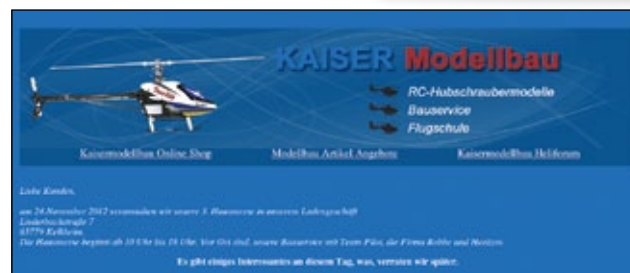 KAISER Modellbau
RC-Hubschraubermodelle
Bauservice
Flugschule
Kaisermodellbau Online Shop Modellbau Artikel Angebote Kaisermodellbau Heliforum
Liebe Kunden,
am 24.November 2012 veranstalten wir unsere 3. Hausmesse in unserem Ladengeschäft
Liederbachstraße 7
65779 Kelkheim
Die Hausmesse beginnt ab 10 Uhr bis 18 Uhr. Vor Ort sind, unsere Bauservice mit Team Pilot, die Firma Robbe und
Es gibt einiges Interessantes an diesem Tag, was, verraten wir später.